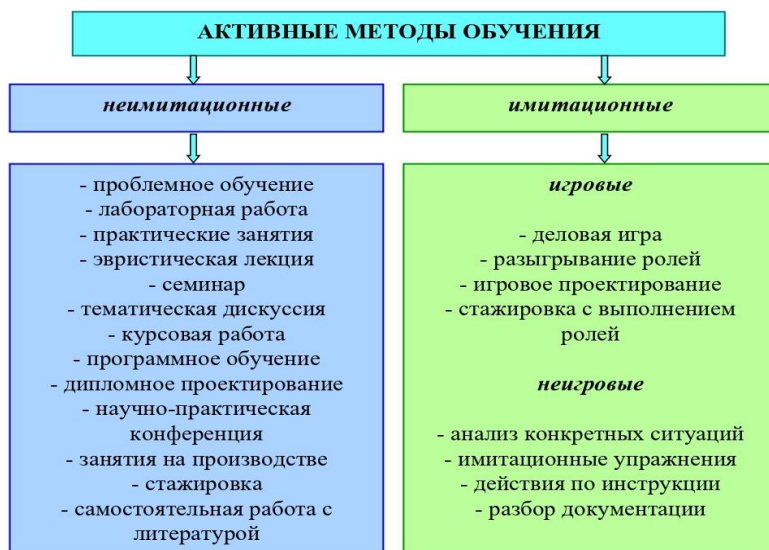 АКТИВНЫЕ МЕТОДЫ ОБУЧЕНИЯ
неимитационные
- проблемное обучение
- лабораторная работа
- практические занятия
- эвристическая лекция
- семинар
- тематическая дискуссия
- курсовая работа
- программное обучение
- дипломное проектирование
- научно-практическая
конференция
- занятия на производстве
- стажировка
- самостоятельная работа с
литературой
имитационные
игровые
- деловая игра
- разыгрывание ролей
- игровое проектирование
- стажировка с выполнением
ролей
неигровые
- анализ конкретных ситуаций
- имитационные упражнения
- действия по инструкции
- разбор документации